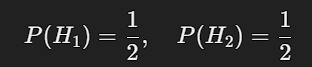 P(H₁) = 1/2, P(H₂) = 1/2